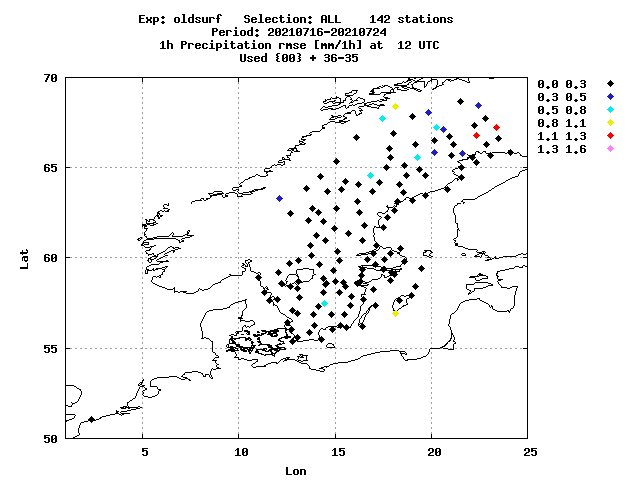 Exp: oldsurf   Selection: ALL    142 stations
Period: 20210716-20210724
1h Precipitation rmse [mm/1h] at  12 UTC
Used {00} + 36-35
70
65
60
55
50
Lat
5
10
15
20
25
Lon
0.0 0.3
0.3 0.5
0.5 0.8
0.8 1.1
1.1 1.3
1.3 1.6